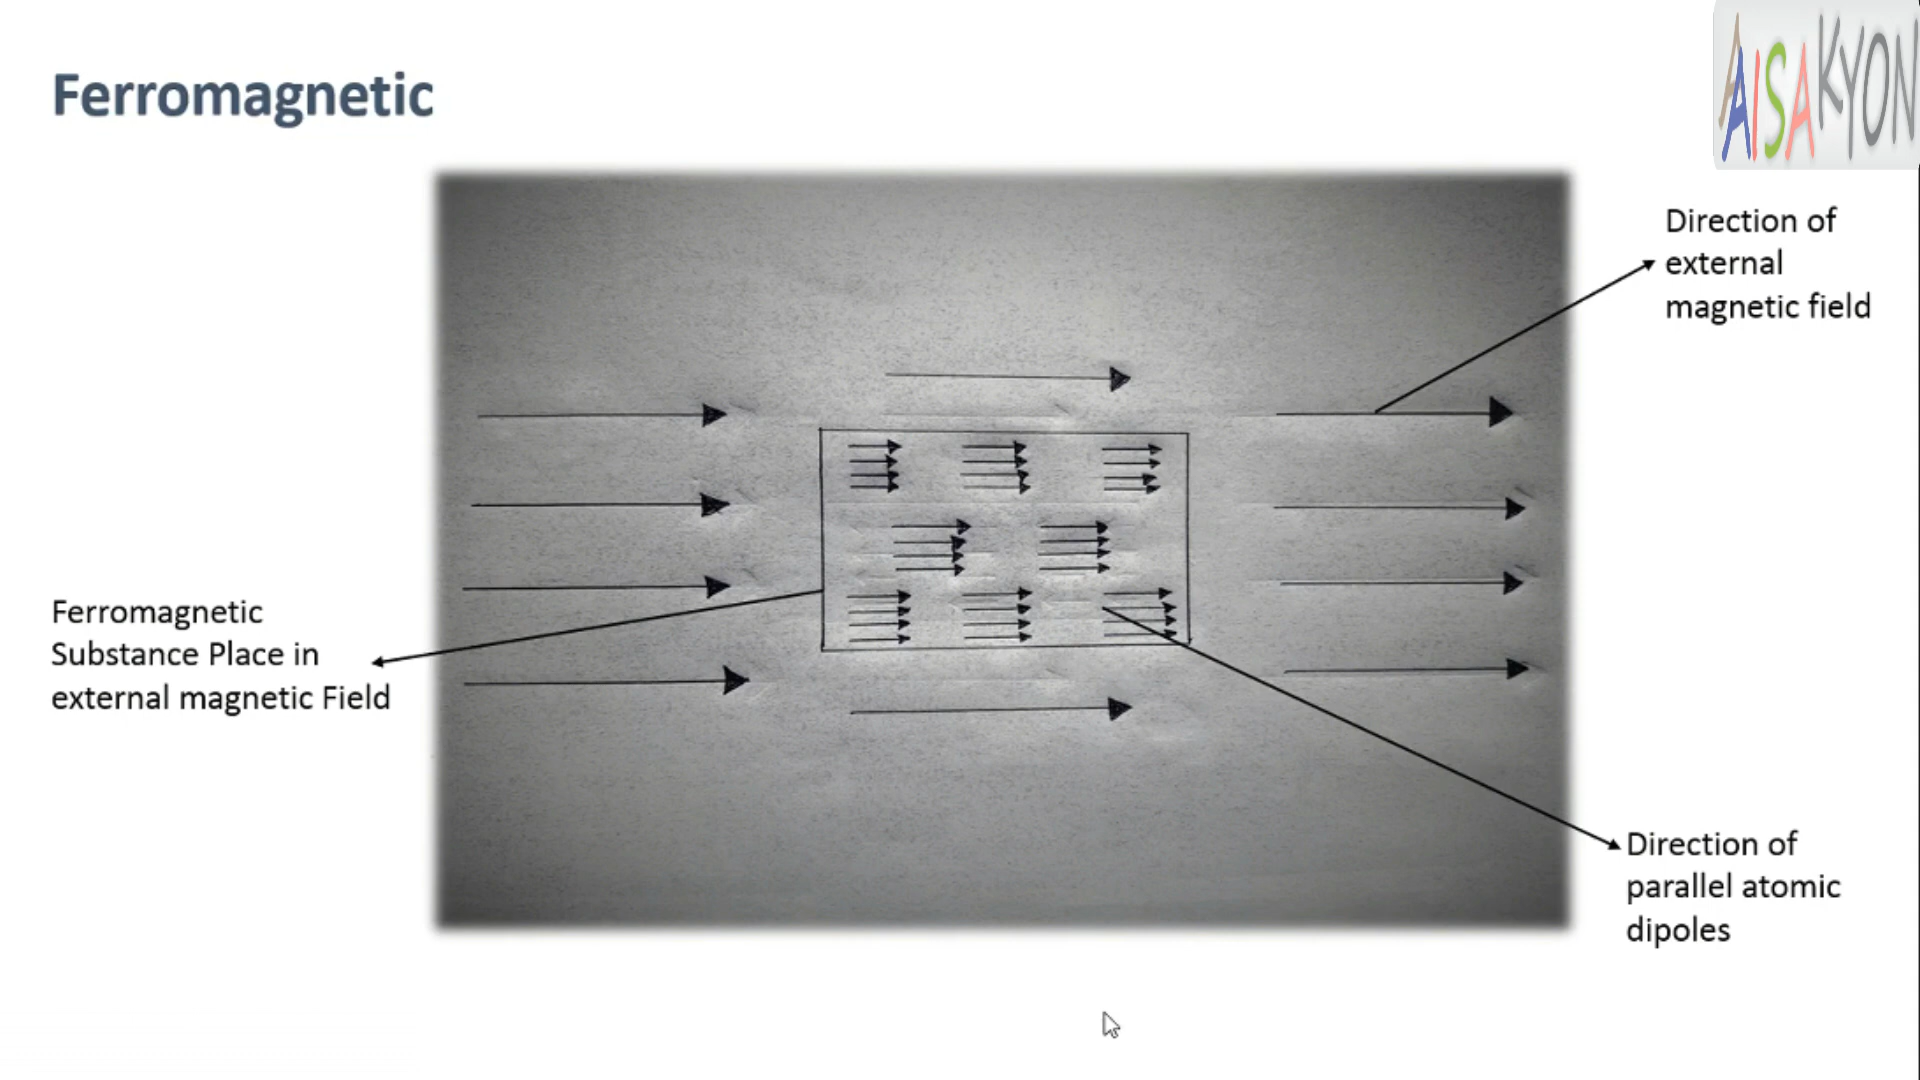 Ferromagnetic
AISAKYON
Direction of
external
magnetic field
Ferromagnetic
Substance Place in
external magnetic Field
Direction of
parallel atomic
dipoles